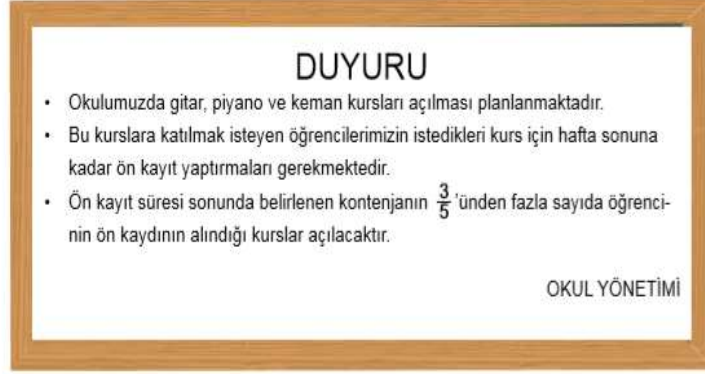 DUYURU
• Okulumuzda gitar, piyano ve keman kursları açılması planlanmaktadır.
• Bu kurslara katılmak isteyen öğrencilerimizin istedikleri kurs için hafta sonuna
kadar ön kayıt yaptırmaları gerekmektedir.
• Ön kayıt süresi sonunda belirlenen kontenjanın 3/5 'ünden fazla sayıda öğrenci-
nin ön kaydının alındığı kurslar açılacaktır.
OKUL YÖNETİMİ